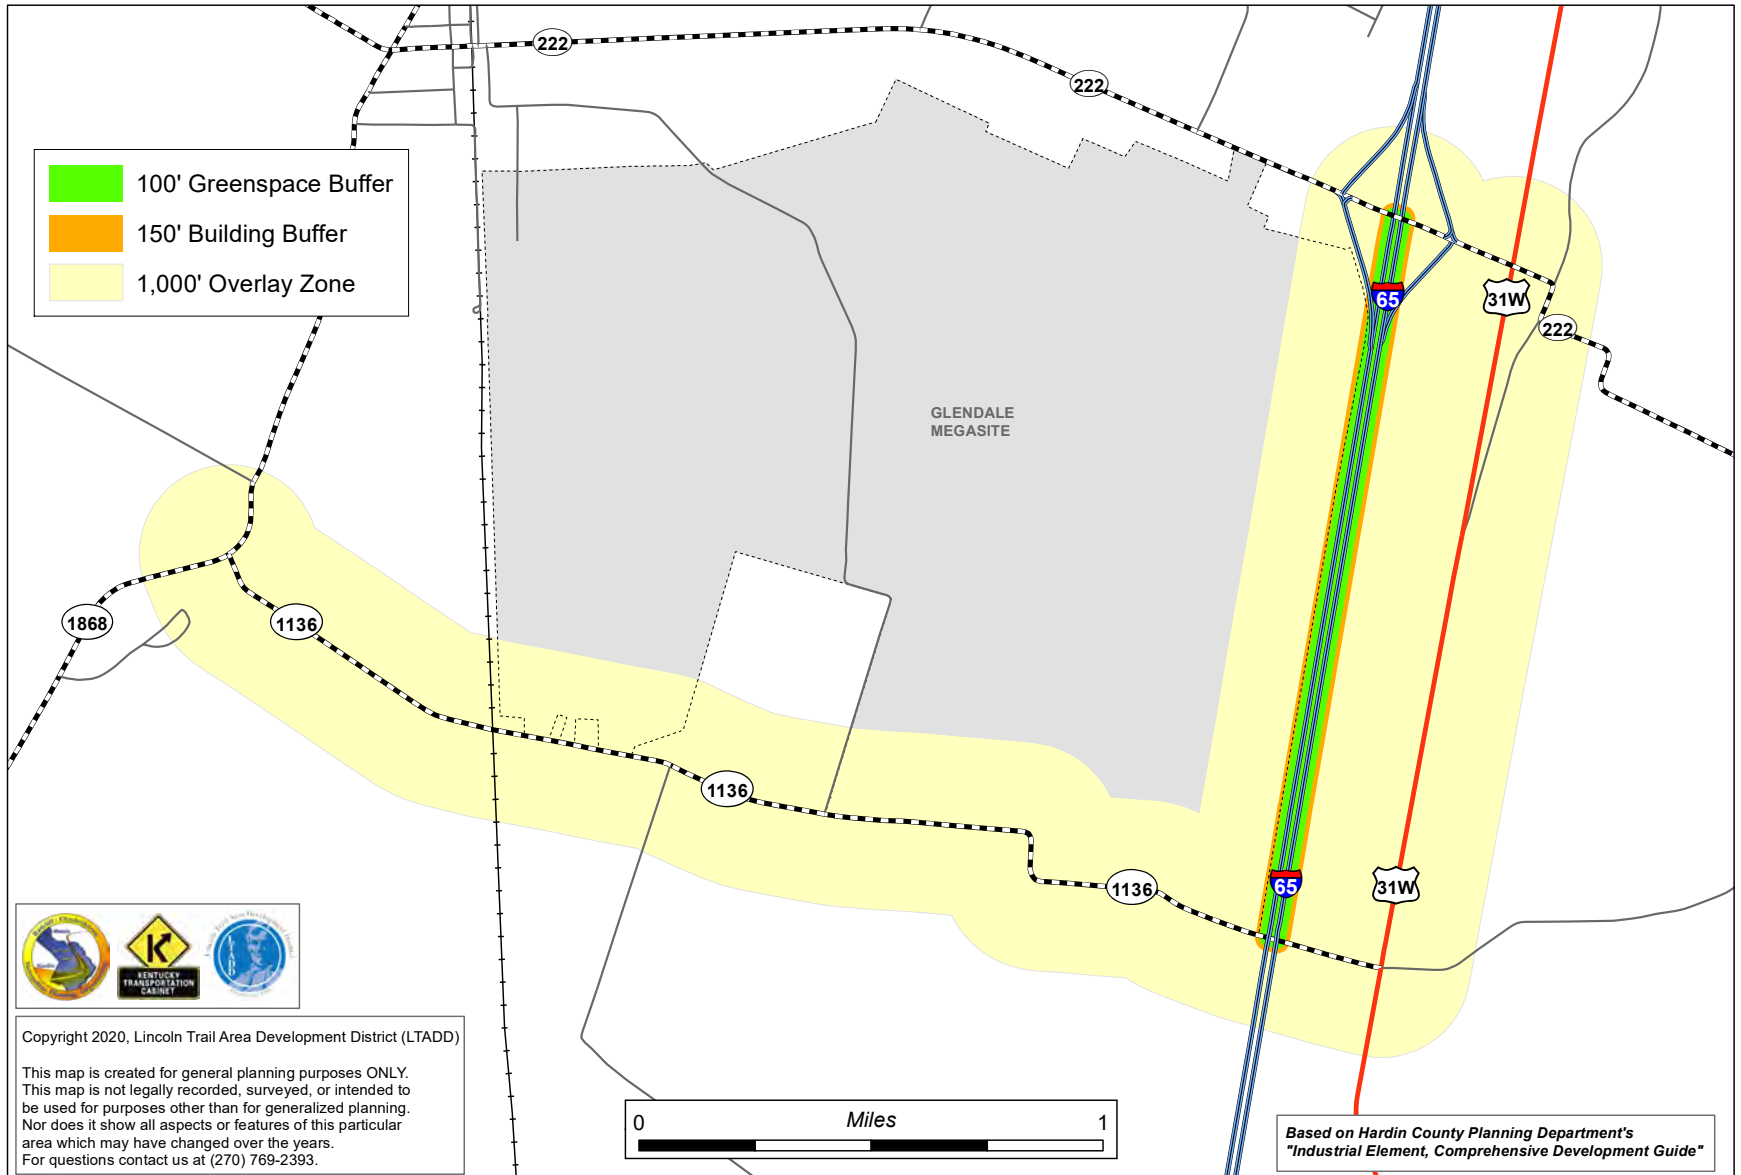 222
222
100' Greenspace Buffer
150' Building Buffer
1,000' Overlay Zone
65
31W
222
GLENDALE
MEGASITE
1868
1136
1136
1136
65
31W
KENTUCKY
TRANSPORTATION
CABINET
LTADD
Copyright 2020, Lincoln Trail Area Development District (LTADD)
This map is created for general planning purposes ONLY.
This map is not legally recorded, surveyed, or intended to
be used for purposes other than for generalized planning.
Nor does it show all aspects or features of this particular
area which may have changed over the years.
For questions contact us at (270) 769-2393.
0 Miles 1
Based on Hardin County Planning Department's
"Industrial Element, Comprehensive Development Guide"